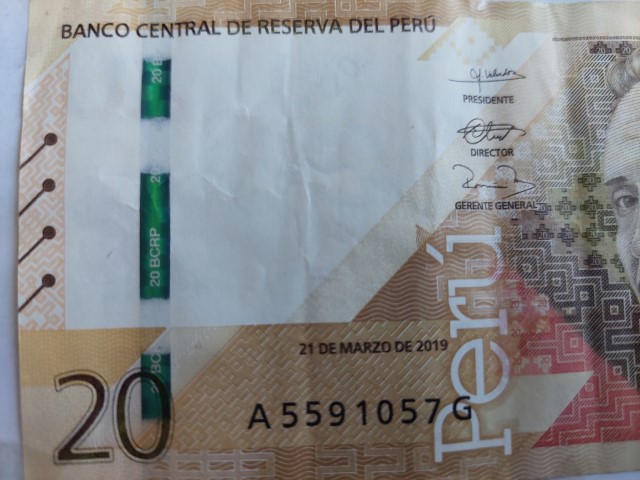 BANCO CENTRAL DE RESERVA DEL PERÚ
20
20 BC
20 BCRP
20
20 B
A5591057G
21 DE MARZO DE 2019
PRESIDENTE
DIRECTOR
GERENTE GENERAL
Perú